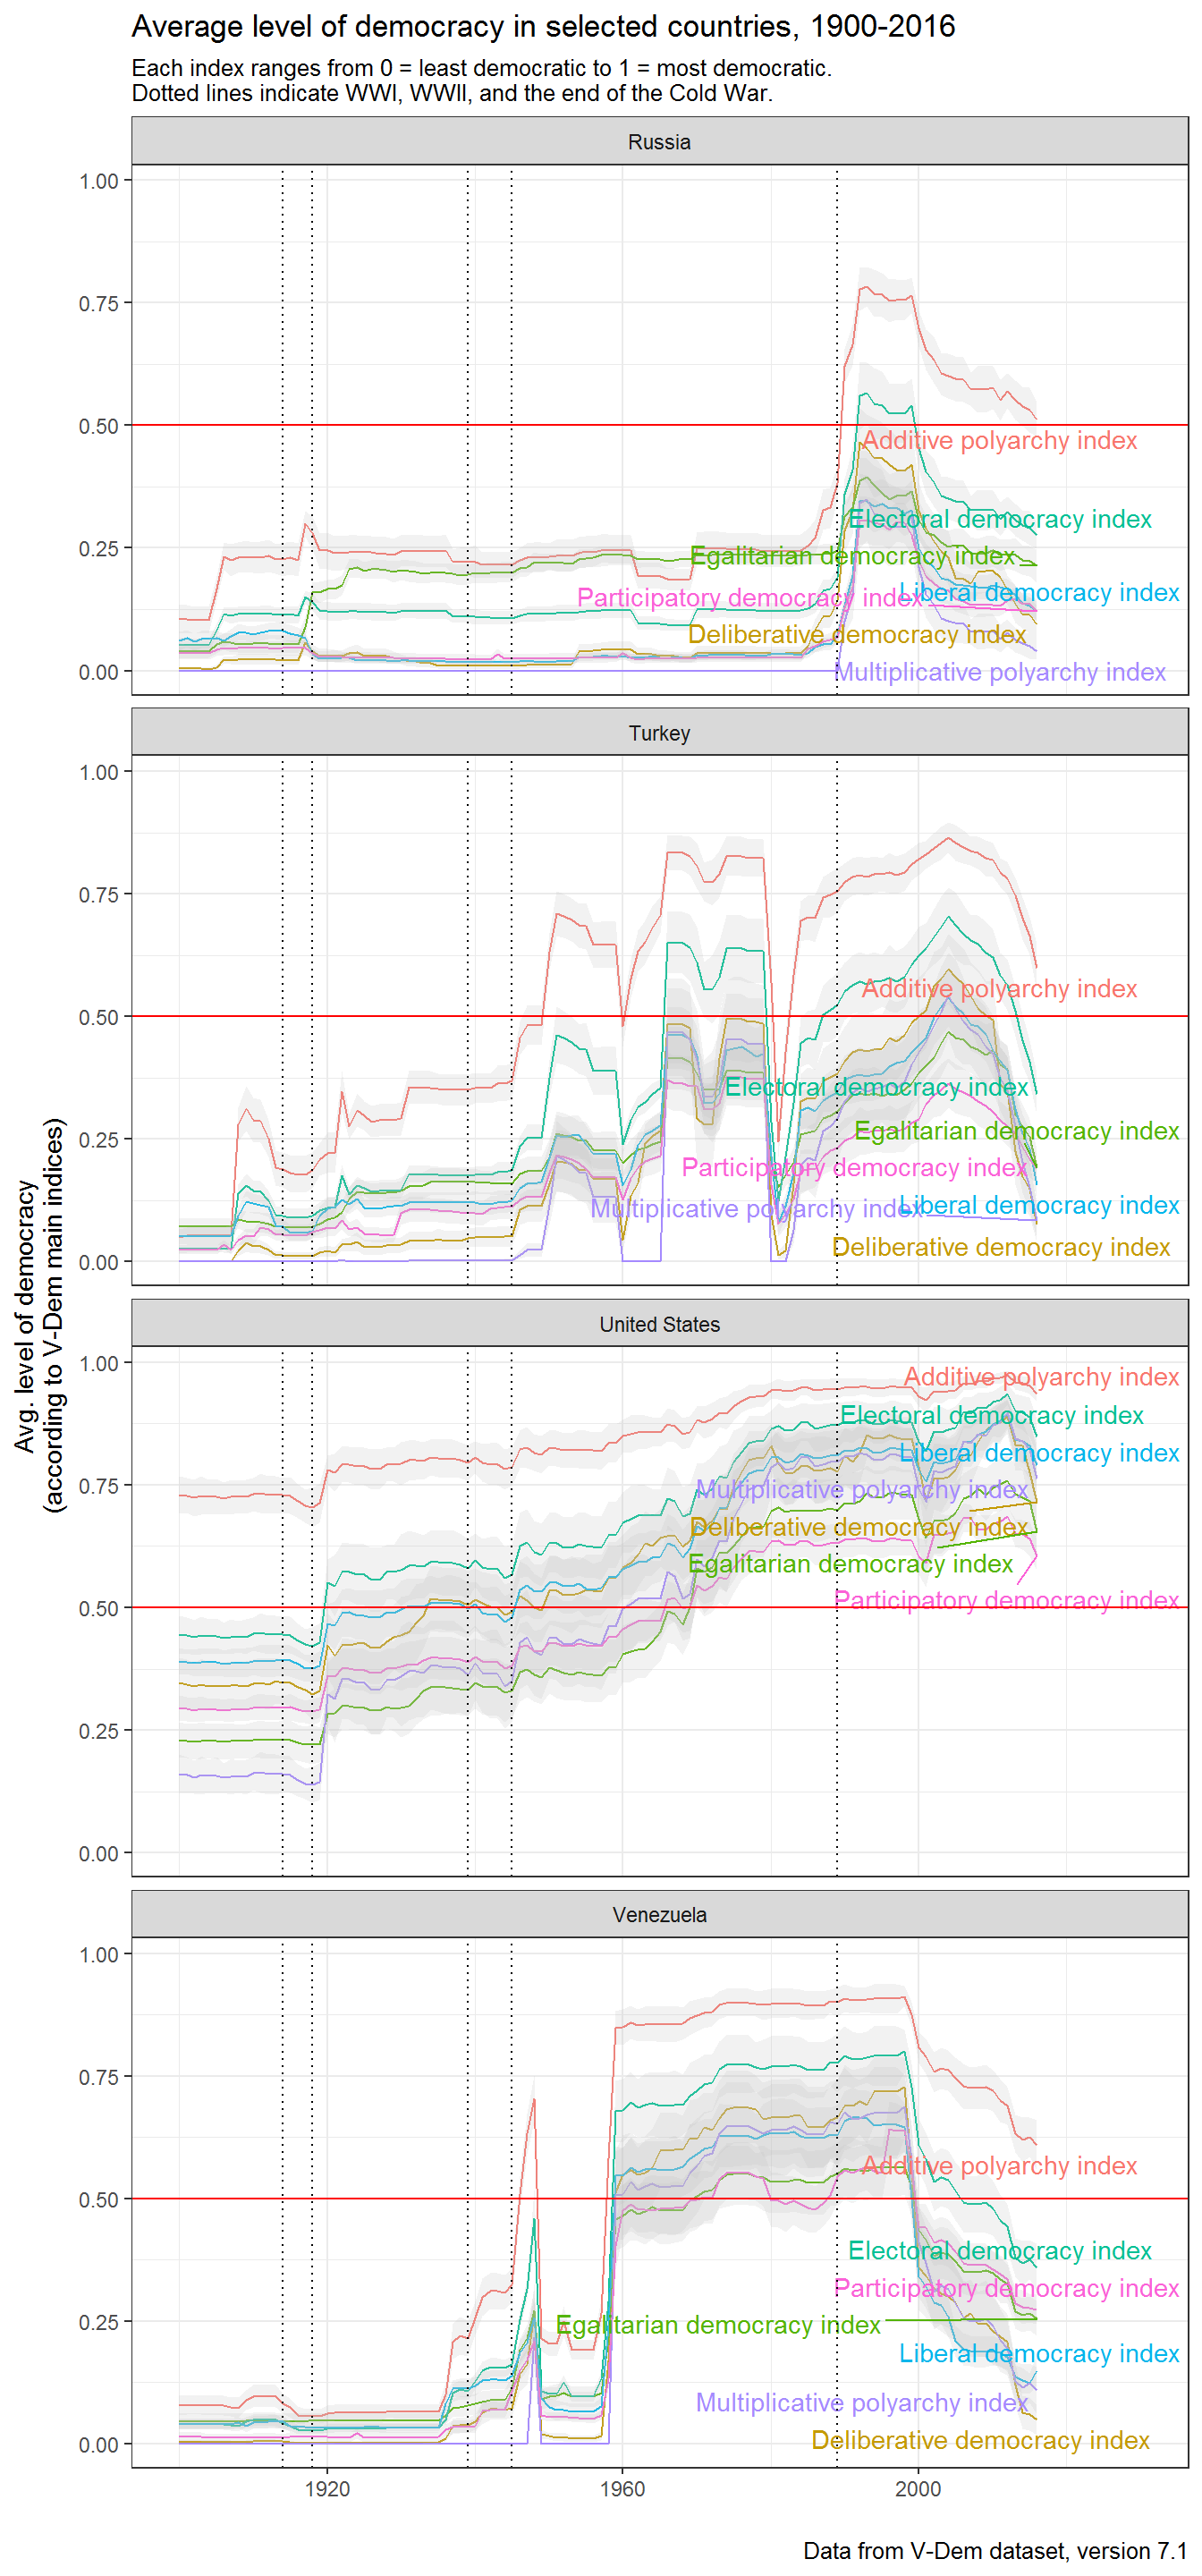 Average level of democracy in selected countries, 1900-2016
Each index ranges from 0 = least democratic to 1 = most democratic.
Dotted lines indicate WWI, WWII, and the end of the Cold War.
Avg. level of democracy
(according to V-Dem main indices)
Russia
1.00
0.75
0.50
Additive polyarchy index
Electoral democracy index
0.25
Egalitarian democracy index
Liberal democracy index
Participatory democracy index
Deliberative democracy index
0.00
Multiplicative polyarchy index
Turkey
1.00
0.75
0.50
Additive polyarchy index
Electoral democracy index
0.25
Egalitarian democracy index
Participatory democracy index
Liberal democracy index
Multiplicative polyarchy index
Deliberative democracy index
0.00
United States
1.00
Additive polyarchy index
Electoral democracy index
Liberal democracy index
0.75
Multiplicative polyarchy index
Deliberative democracy index
Egalitarian democracy index
Participatory democracy index
0.50
0.25
0.00
Venezuela
1.00
0.75
Additive polyarchy index
0.50
Electoral democracy index
Participatory democracy index
0.25
Egalitarian democracy index
Liberal democracy index
Multiplicative polyarchy index
Deliberative democracy index
0.00
1920
1960
2000
Data from V-Dem dataset, version 7.1